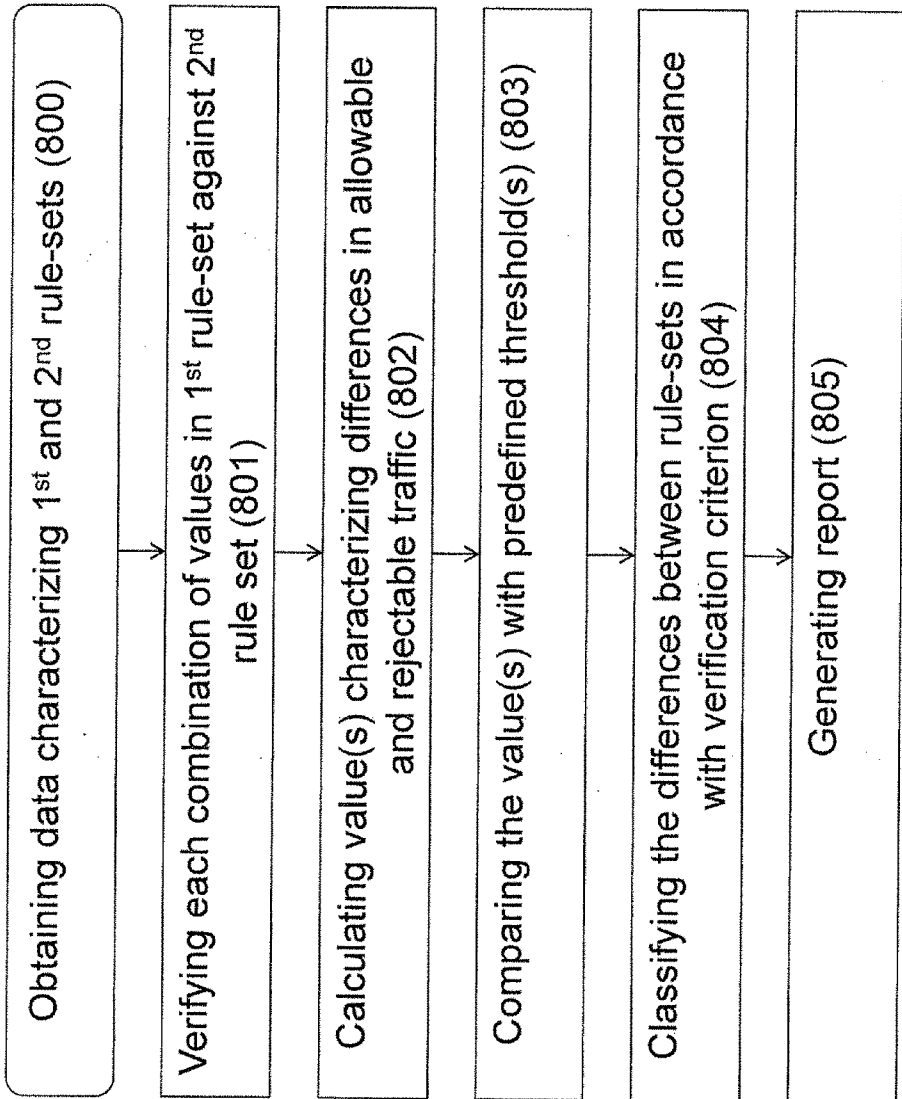 Obtaining data characterizing 1st and 2nd rule-sets (800)
Verifying each combination of values in 1st rule-set against 2nd
rule set (801)
Calculating value(s) characterizing differences in allowable
and rejectable traffic (802)
Comparing the value(s) with predefined threshold(s) (803)
Classifying the differences between rule-sets in accordance
with verification criterion (804)
Generating report (805)